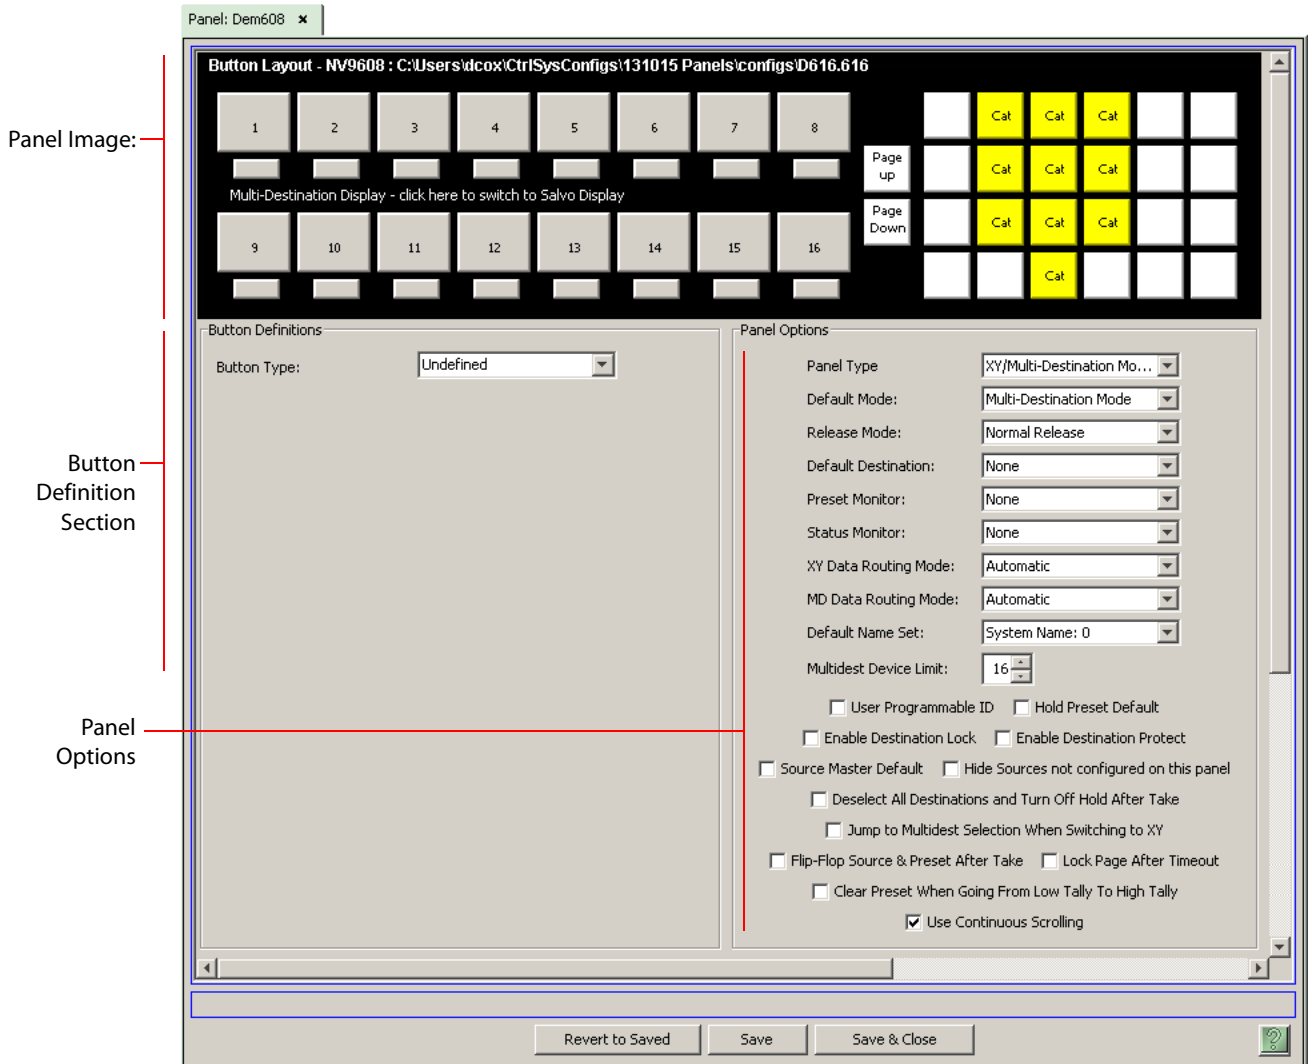 Panel: Dem608 ×
Panel Image:
Button Layout - NV9608 : C:\Users\dcox\CtrlSysConfigs\131015 Panels\configs\D616.616
1 2 3 4 5 6 7 8
Cat Cat Cat
Page up
Cat Cat Cat
Multi-Destination Display - click here to switch to Salvo Display
Page Down
Cat Cat Cat
9 10 11 12 13 14 15 16
Cat
Button Definition Section
Button Definitions
Button Type: Undefined
Panel Options
Panel Options
Panel Type XY/Multi-Destination Mo...
Default Mode: Multi-Destination Mode
Release Mode: Normal Release
Default Destination: None
Preset Monitor: None
Status Monitor: None
XY Data Routing Mode: Automatic
MD Data Routing Mode: Automatic
Default Name Set: System Name: 0
Multidest Device Limit: 16
User Programmable ID Hold Preset Default
Enable Destination Lock Enable Destination Protect
Source Master Default Hide Sources not configured on this panel
Deselect All Destinations and Turn Off Hold After Take
Jump to Multidest Selection When Switching to XY
Flip-Flop Source & Preset After Take Lock Page After Timeout
Clear Preset When Going From Low Tally To High Tally
Use Continuous Scrolling
Revert to Saved Save Save & Close ?